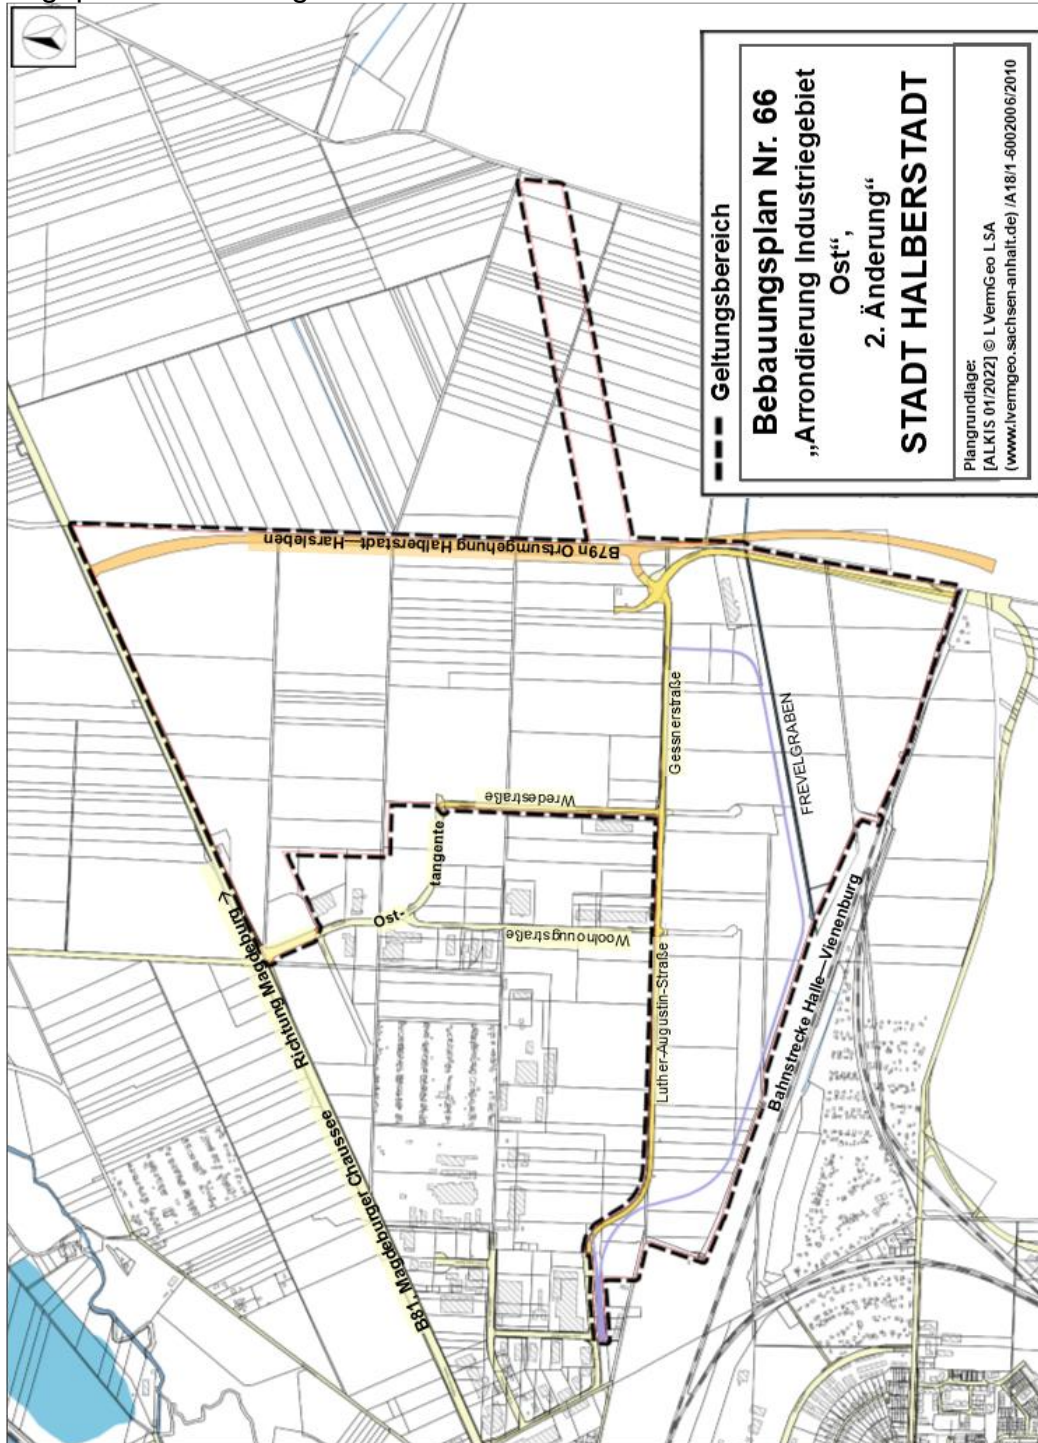 Geltungsbereich
Bebauungsplan Nr. 66
„Arrondierung Industriegebiet
Ost“,
2. Änderung“
STADT HALBERSTADT
Plangrundlage:
[ALKIS 01/2022] © L VermGeo LSA
(www.lvermgeo.sachsen-anhalt.de) /A18/1-6002006/2010
B81, Magdeburger Chaussee
Richtung Magdeburg →
B79n Ortsumgehung Halberstadt—Harsleben
Ost-
tangente
Wredestraße
Woolnougstraße
Luther-Augustin-Straße
Gessnerstraße
FREVELGRABEN
Bahnstrecke Halle—Vienenburg